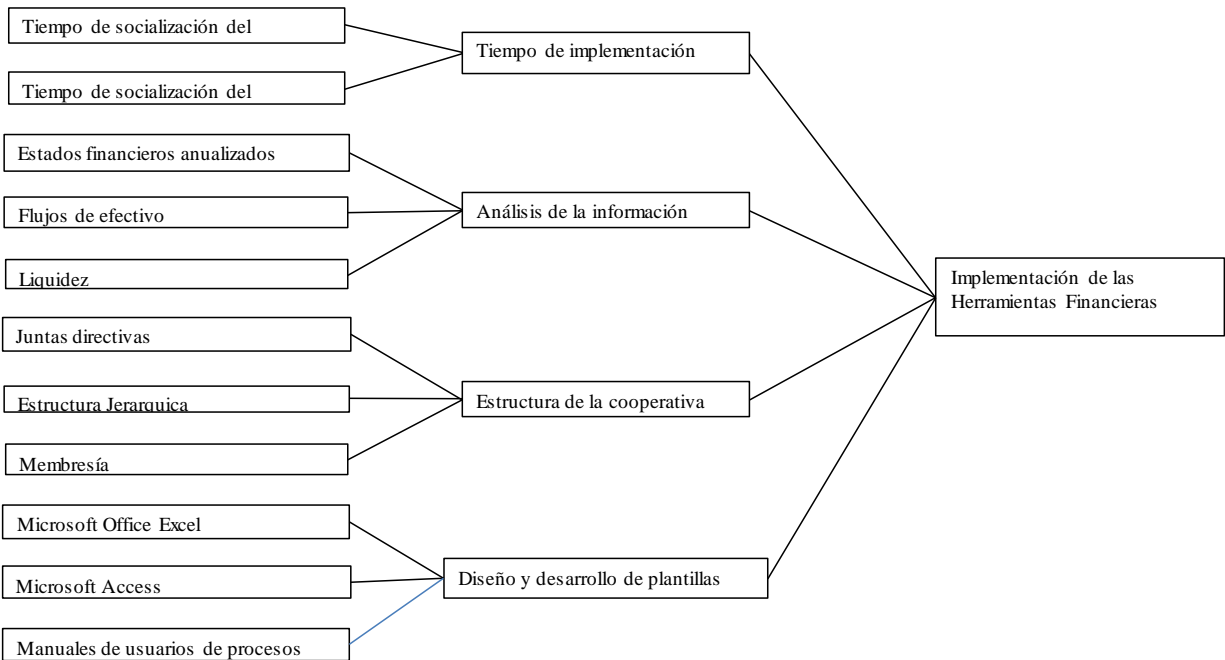 Tiempo de socialización del
Tiempo de socialización del
Tiempo de implementación
Estados financieros anualizados
Flujos de efectivo
Liquidez
Análisis de la información
Juntas directivas
Estructura Jerarquica
Membresía
Estructura de la cooperativa
Microsoft Office Excel
Microsoft Access
Manuales de usuarios de procesos
Diseño y desarrollo de plantillas
Implementación de las
Herramientas Financieras